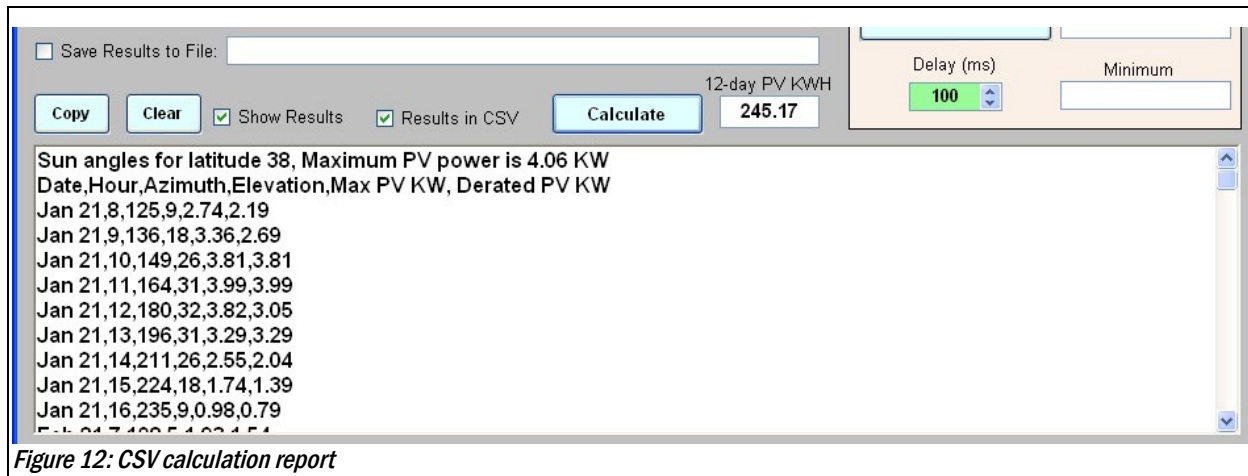 Save Results to File:
Delay (ms)
Minimum
12-day PV KWH
100
Copy
Clear
Show Results
Results in CSV
Calculate
245.17
Sun angles for latitude 38, Maximum PV power is 4.06 KW
Date,Hour,Azimuth,Elevation,Max PV KW, Derated PV KW
Jan 21,8,125,9,2.74,2.19
Jan 21,9,136,18,3.36,2.69
Jan 21,10,149,26,3.81,3.81
Jan 21,11,164,31,3.99,3.99
Jan 21,12,180,32,3.82,3.05
Jan 21,13,196,31,3.29,3.29
Jan 21,14,211,26,2.55,2.04
Jan 21,15,224,18,1.74,1.39
Jan 21,16,235,9,0.98,0.79
Figure 12: CSV calculation report